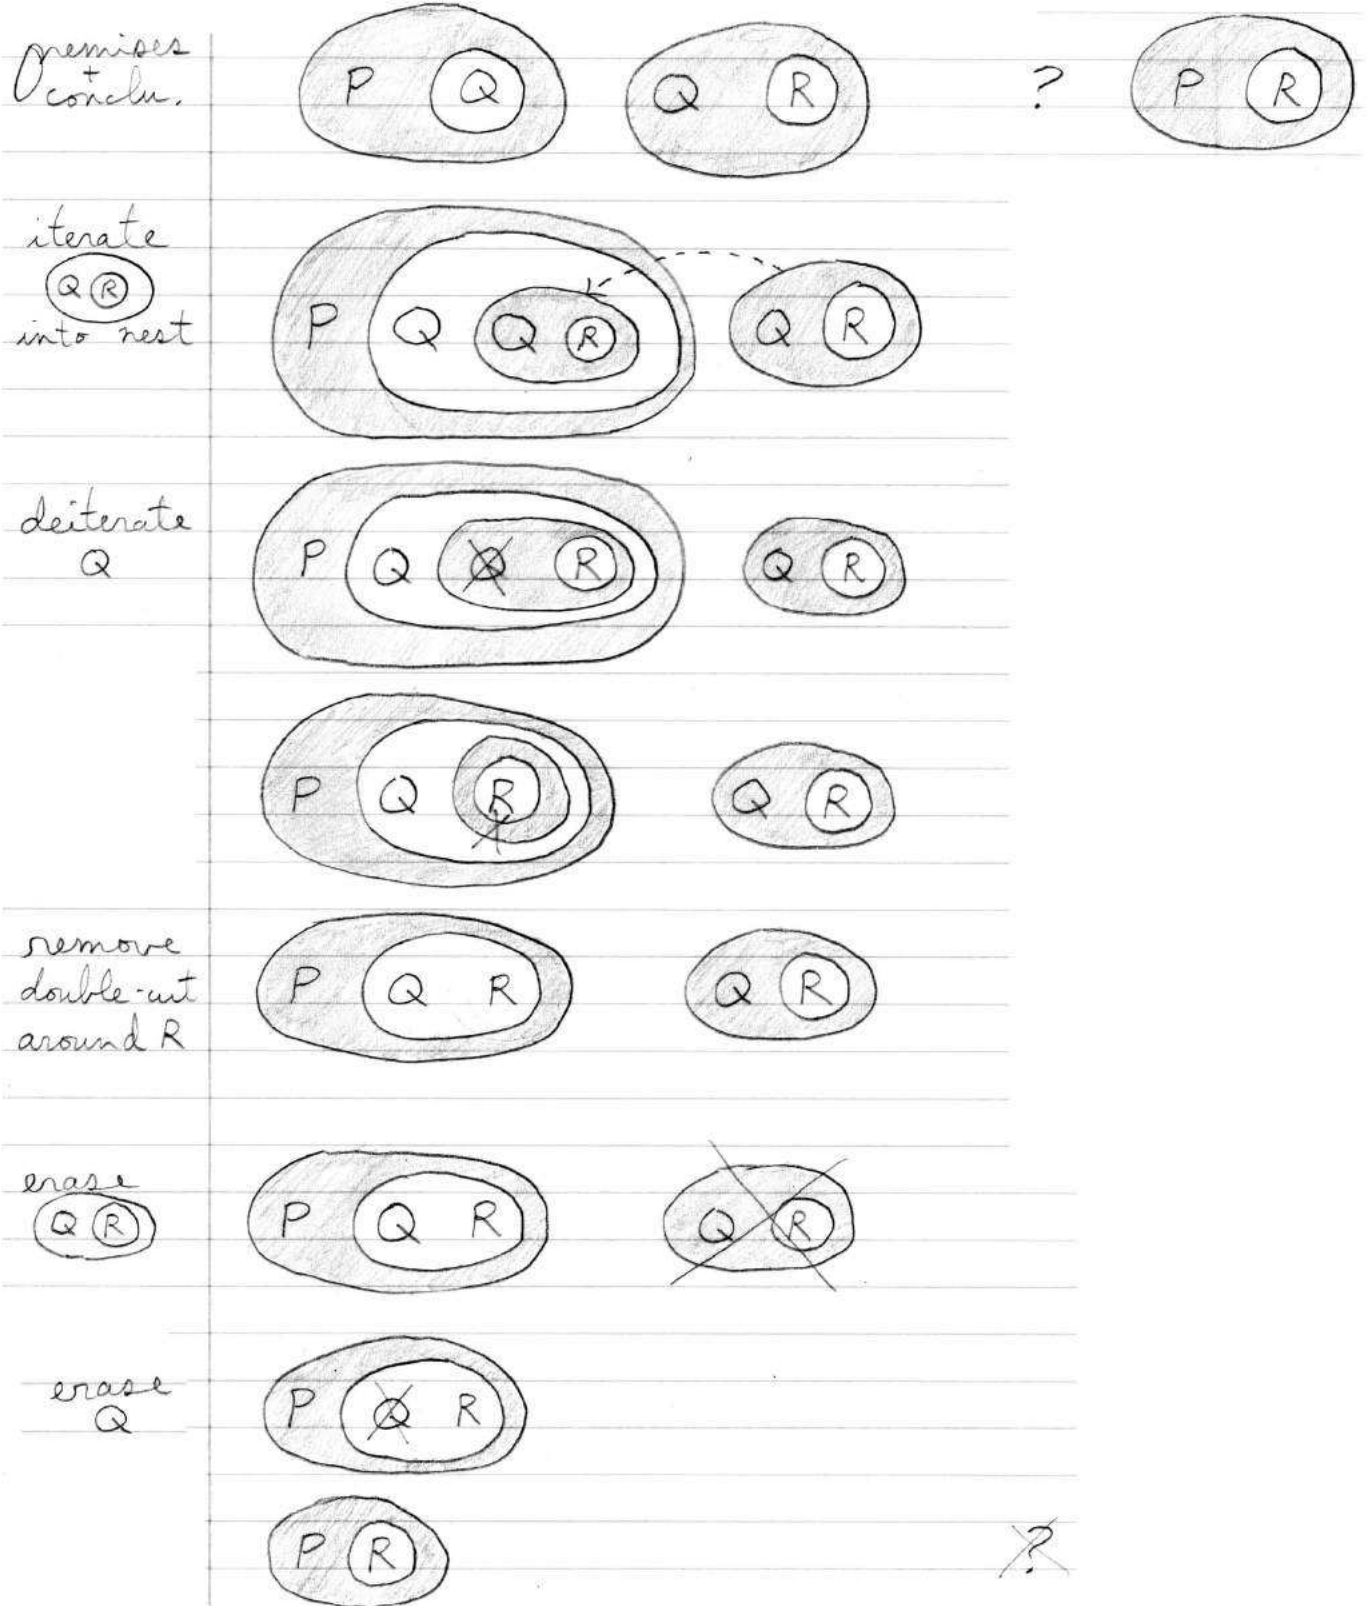 premises
+
conclu.
P Q Q R ? P R
iterate
Q R
into nest
P Q Q R Q R
deiterate
Q
P Q Q R Q R
P Q R Q R
remove
double-cut
around R
P Q R Q R
erase
Q R
P Q R Q R
erase
Q
P Q R
P R ?